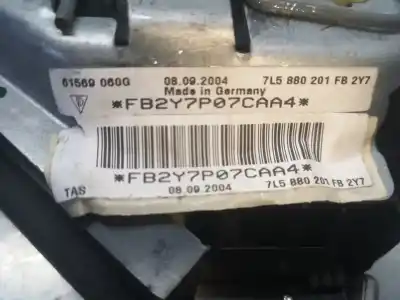 61569 060G 08.09.2004 7L5 880 201 FB 2Y7
Made in Germany
*FB2Y7P07CAA4*
*FB2Y7P07CAA4*
TAS 08.09.2004 7L5 880 201 FB 2Y7